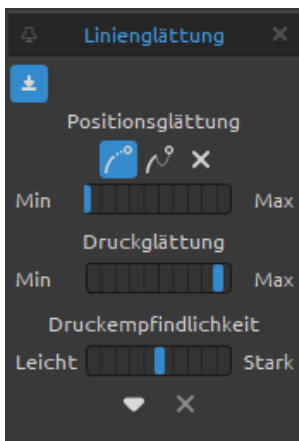 Linienglättung
Positionsglättung
Min Max
Druckglättung
Min Max
Druckempfindlichkeit
Leicht Stark